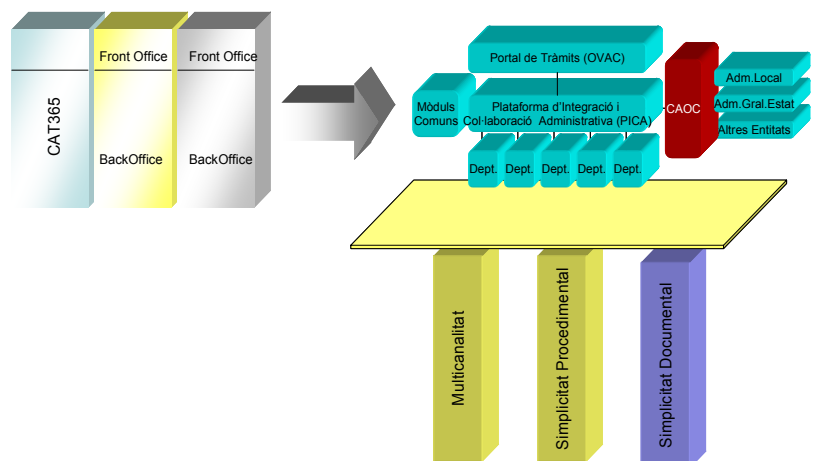 CAT365
Front Office
BackOffice
Front Office
BackOffice
Portal de Tràmits (OVAC)
Mòduls
Comuns
Plataforma d'Integració i
Col·laboració Administrativa (PICA)
CAOC
Adm.Local
Adm.Gral.Estat
Altres Entitats
Dept.
Dept.
Dept.
Dept.
Dept.
Multicanalitat
Simplicitat Procedimental
Simplicitat Documental